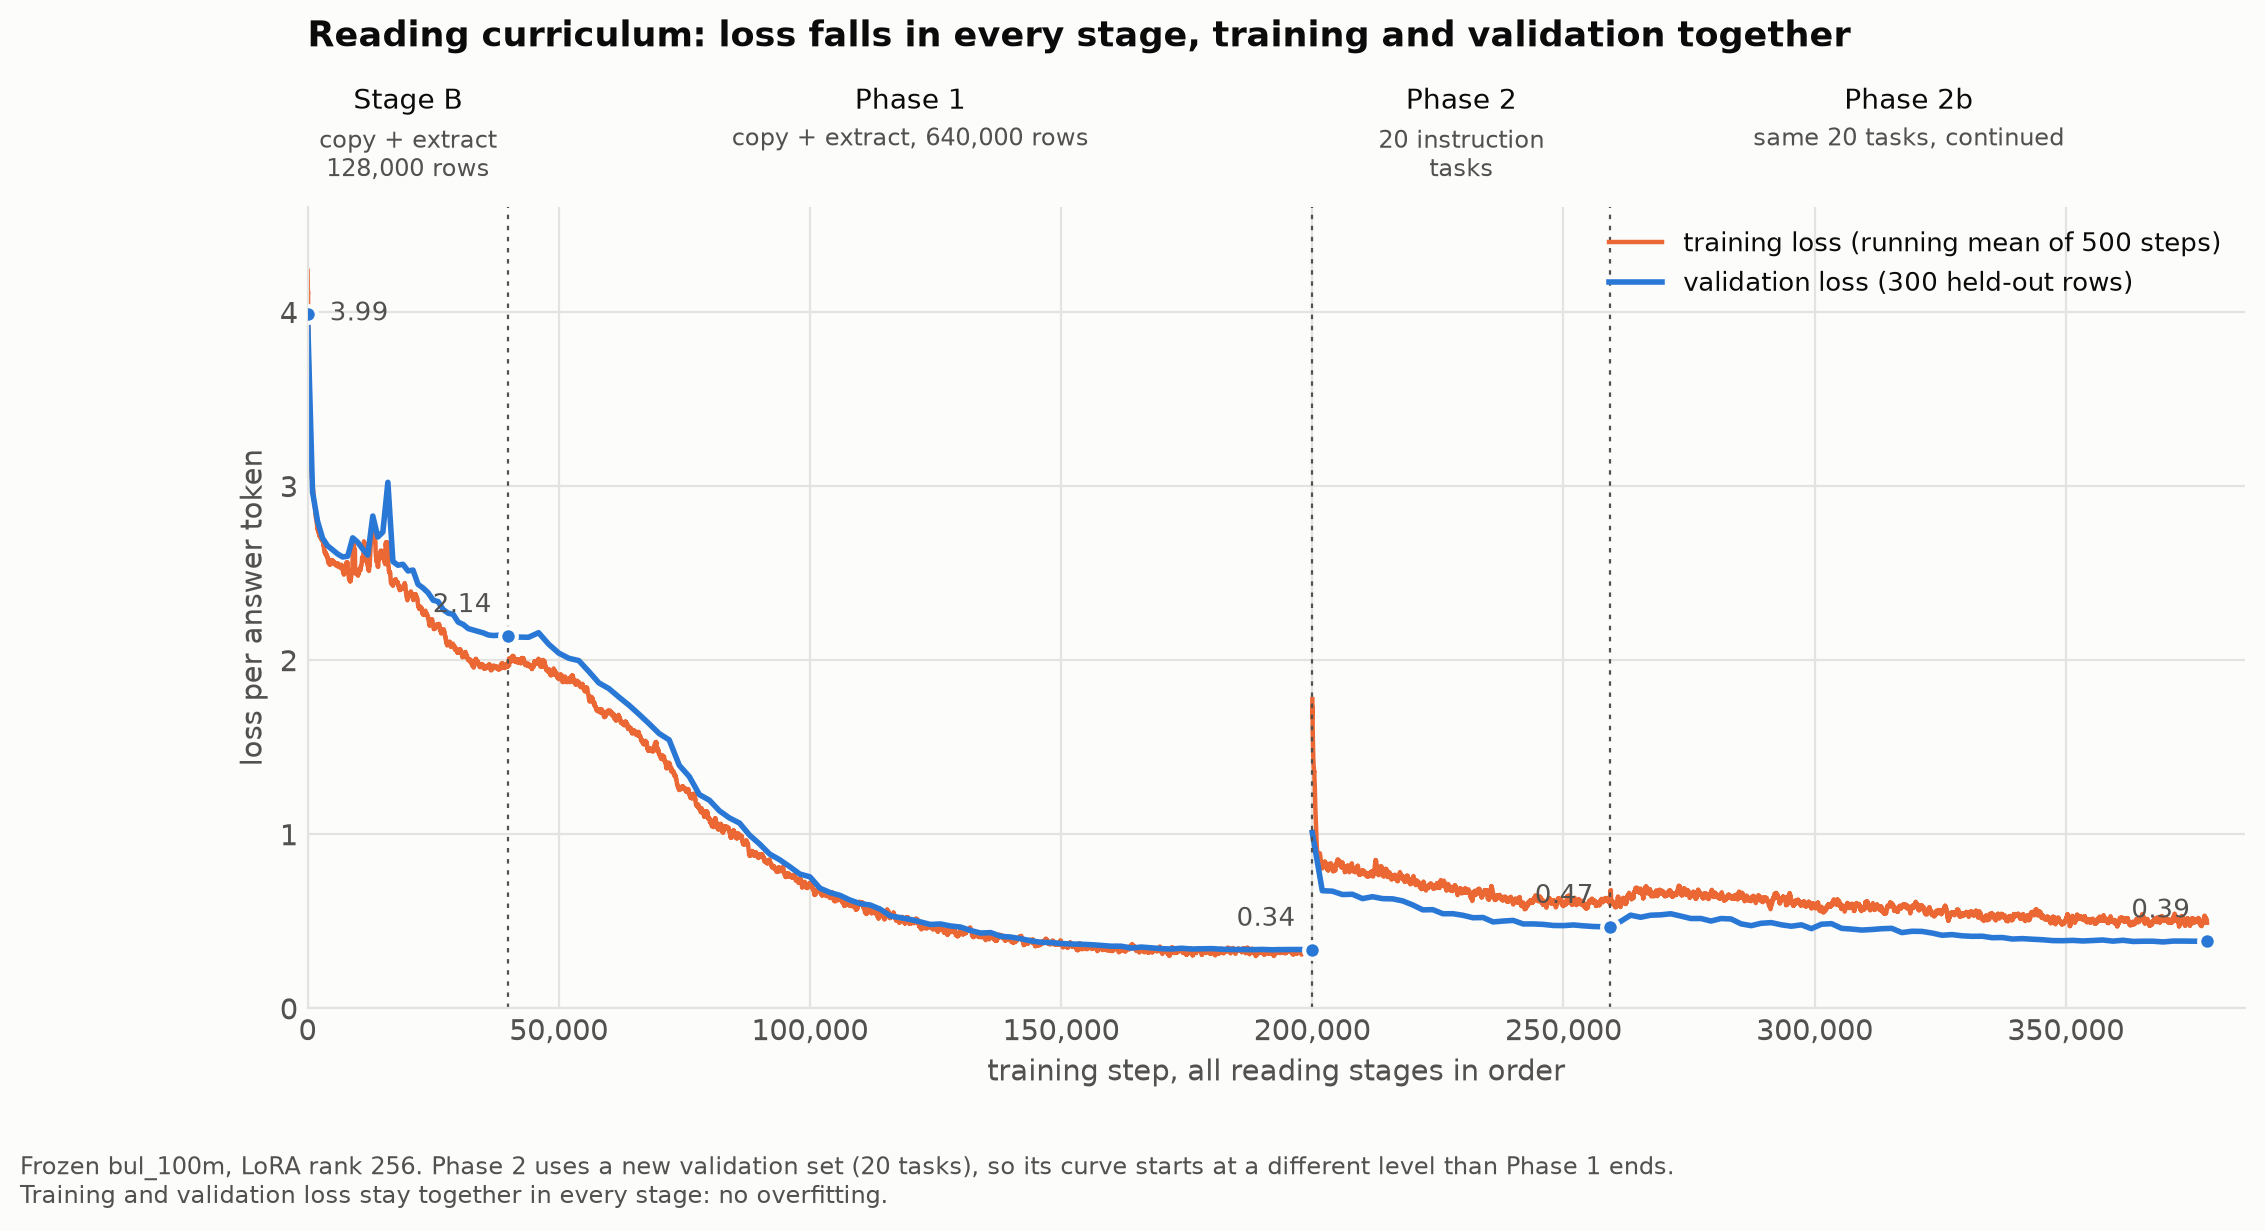 Reading curriculum: loss falls in every stage, training and validation together
Stage B
copy + extract
128,000 rows
Phase 1
copy + extract, 640,000 rows
Phase 2
20 instruction
tasks
Phase 2b
same 20 tasks, continued
training loss (running mean of 500 steps)
validation loss (300 held-out rows)
loss per answer token
4
3
2
1
0
3.99
2.14
0.34
0.47
0.39
0
50,000
100,000
150,000
200,000
250,000
300,000
350,000
training step, all reading stages in order
Frozen bul_100m, LoRA rank 256. Phase 2 uses a new validation set (20 tasks), so its curve starts at a different level than Phase 1 ends.
Training and validation loss stay together in every stage: no overfitting.